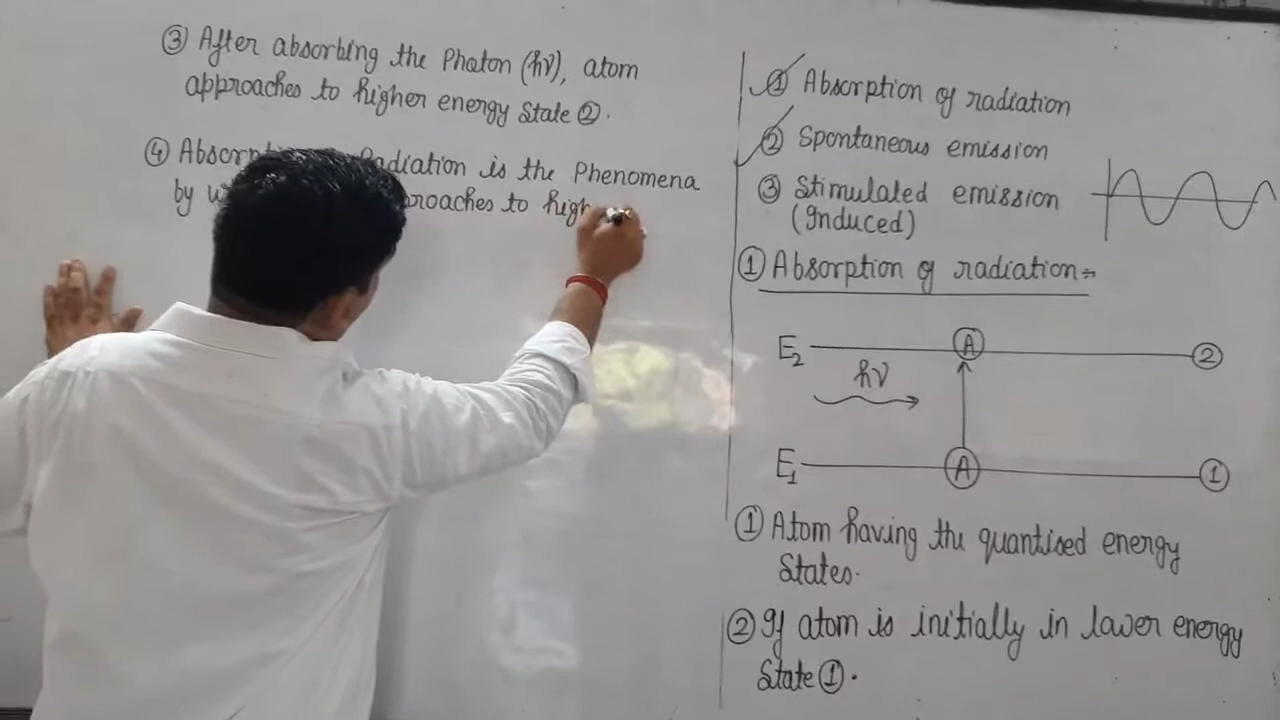 ① Absorption of radiation
② Spontaneous emission
③ Stimulated emission
(Induced)
① Absorption of radiation:-
E₂ A ②
hν
E₁ A ①
① Atom having the quantised energy
States.
② If atom is initially in lower energy
State ①.
③ After absorbing the Photon (hν), atom
approaches to higher energy State ②.
④ Radiation is the Phenomena
by to